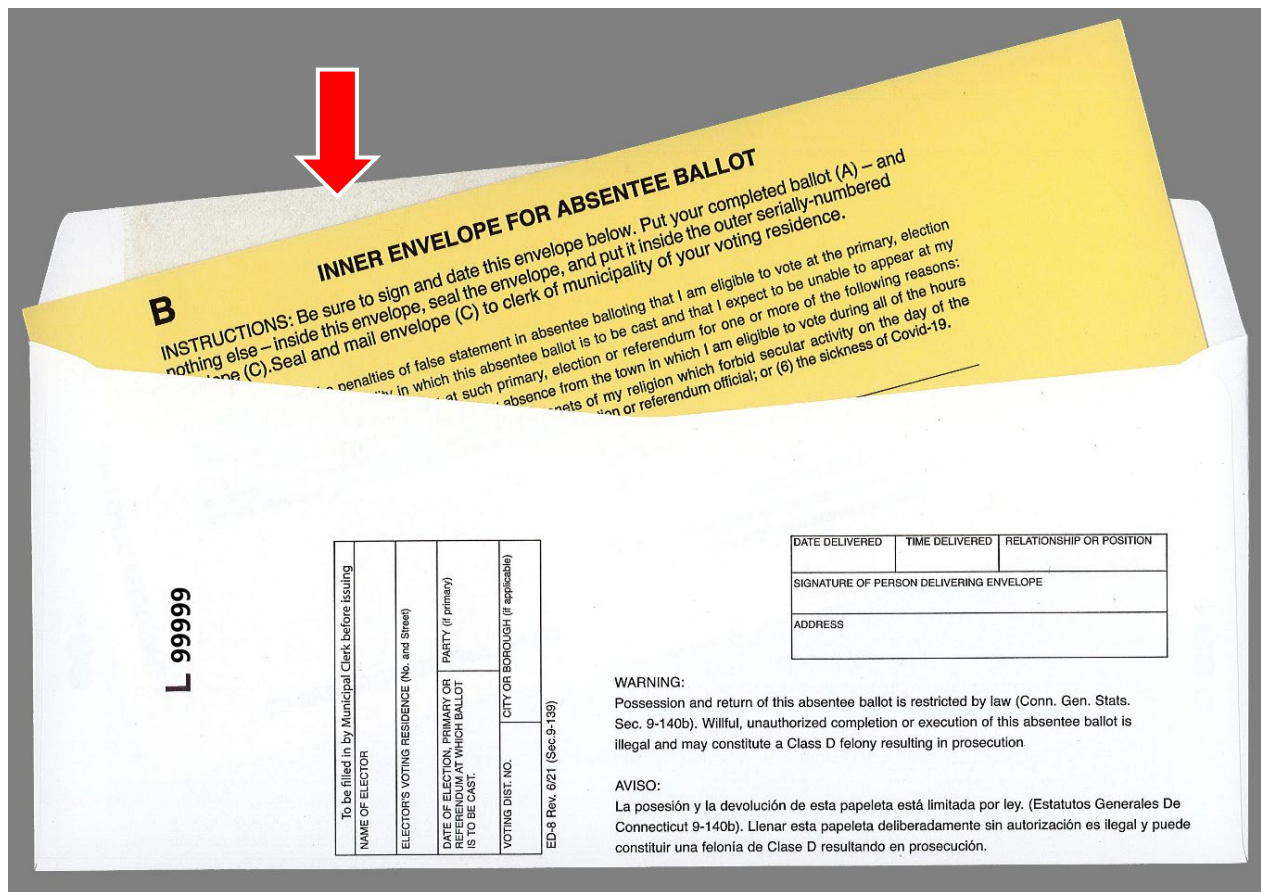 INNER ENVELOPE FOR ABSENTEE BALLOT
B
INSTRUCTIONS: Be sure to sign and date this envelope below. Put your completed ballot (A) – and
nothing else – inside this envelope, seal the envelope, and put it inside the outer serially-numbered
(C).Seal and mail envelope (C) to clerk of municipality of your voting residence.
penalties of false statement in absentee balloting that I am eligible to vote at the primary, election
in which this absentee ballot is to be cast and that I expect to be unable to appear at my
at such primary, election or referendum for one or more of the following reasons:
absence from the town in which I am eligible to vote during all of the hours
of my religion which forbid secular activity on the day of the
or referendum official; or (6) the sickness of Covid-19.
L 99999
To be filled in by Municipal Clerk before issuing
NAME OF ELECTOR
ELECTOR'S VOTING RESIDENCE (No. and Street)
DATE OF ELECTION, PRIMARY OR
REFERENDUM AT WHICH BALLOT
IS TO BE CAST.
PARTY (if primary)
VOTING DIST. NO.
CITY OR BOROUGH (if applicable)
ED-8 Rev. 6/21 (Sec.9-139)
DATE DELIVERED
TIME DELIVERED
RELATIONSHIP OR POSITION
SIGNATURE OF PERSON DELIVERING ENVELOPE
ADDRESS
WARNING:
Possession and return of this absentee ballot is restricted by law (Conn. Gen. Stats.
Sec. 9-140b). Willful, unauthorized completion or execution of this absentee ballot is
illegal and may constitute a Class D felony resulting in prosecution
AVISO:
La posesión y la devolución de esta papeleta está limitada por ley. (Estatutos Generales De
Connecticut 9-140b). Llenar esta papeleta deliberadamente sin autorización es ilegal y puede
constituir una felonía de Clase D resultando en prosecución.